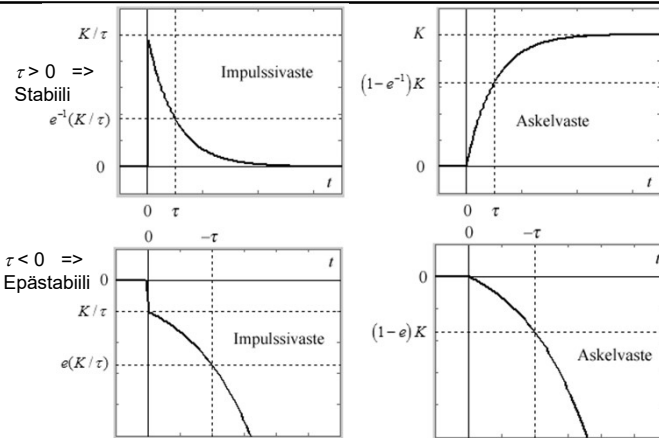 τ > 0 =>
Stabiili
K/τ
e⁻¹(K/τ)
0
Impulssivaste
t
0 τ
K
(1−e⁻¹)K
0
Askelvaste
t
0 τ
τ < 0 =>
Epästabiili
0 −τ
t
0
K/τ
e(K/τ)
Impulssivaste
0 −τ
t
0
(1−e)K
Askelvaste